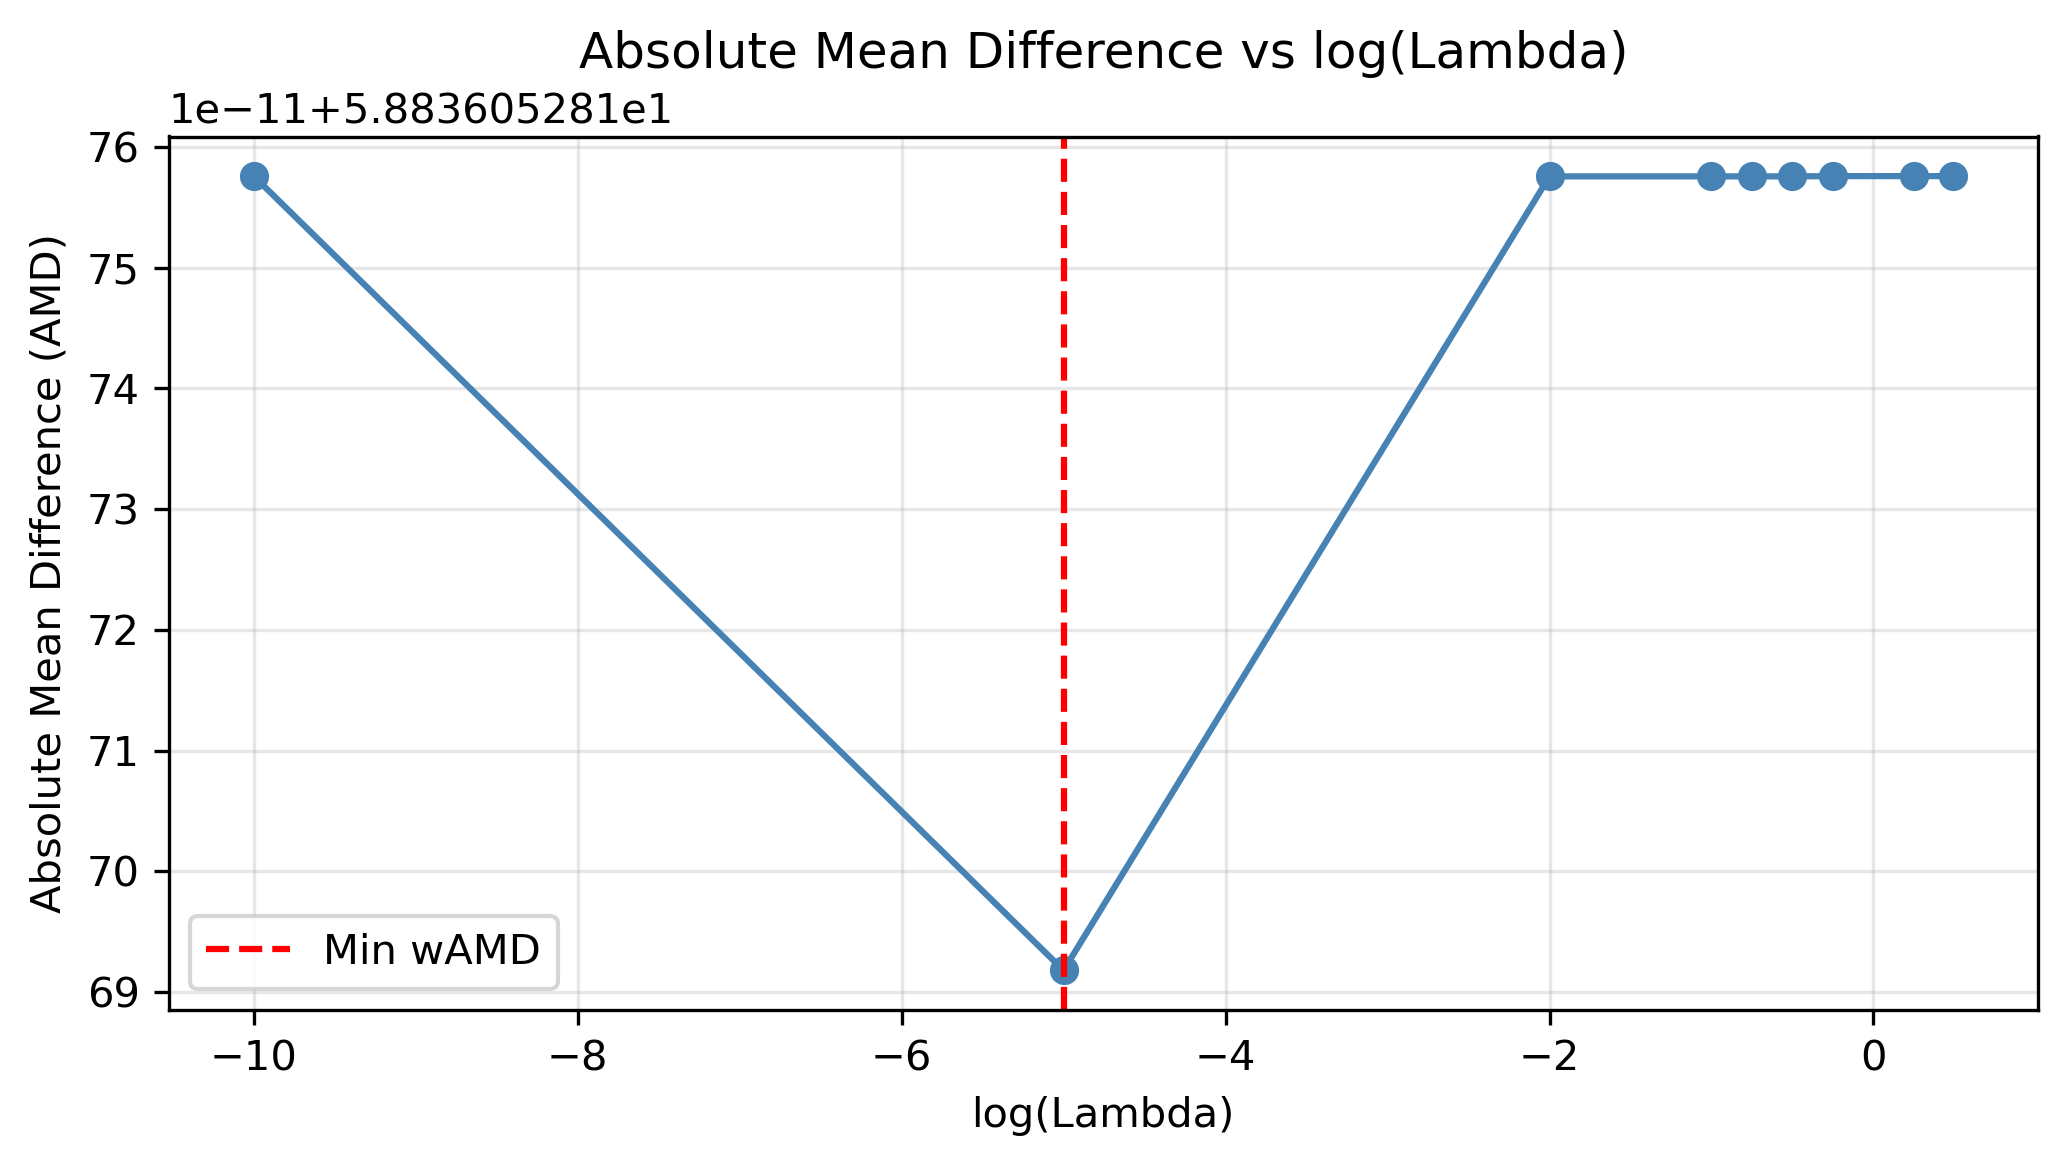 Absolute Mean Difference vs log(Lambda)
1e−11+5.883605281e1
76
75
74
73
72
71
70
69
Absolute Mean Difference (AMD)
Min wAMD
−10
−8
−6
−4
−2
0
log(Lambda)